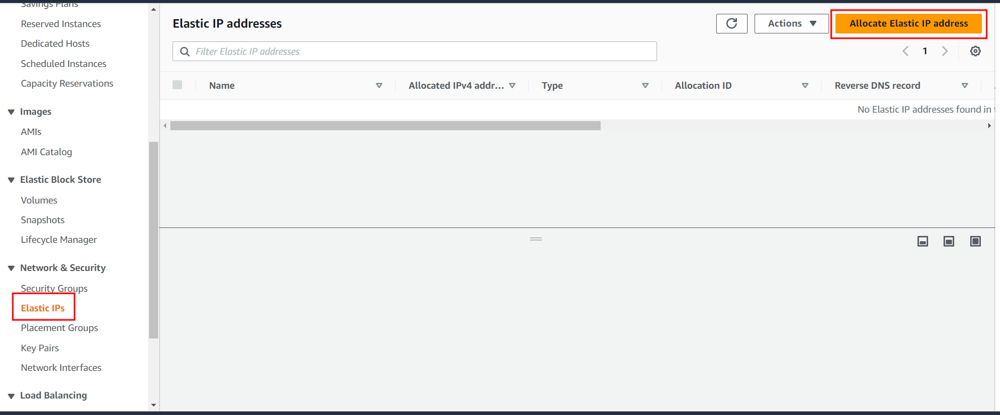 Savings Plans
Reserved Instances
Dedicated Hosts
Scheduled Instances
Capacity Reservations
Images
AMIs
AMI Catalog
Elastic Block Store
Volumes
Snapshots
Lifecycle Manager
Network & Security
Security Groups
Elastic IPs
Placement Groups
Key Pairs
Network Interfaces
Load Balancing
Elastic IP addresses
Actions
Allocate Elastic IP address
Filter Elastic IP addresses
1
Name Allocated IPv4 addr... Type Allocation ID Reverse DNS record
No Elastic IP addresses found in